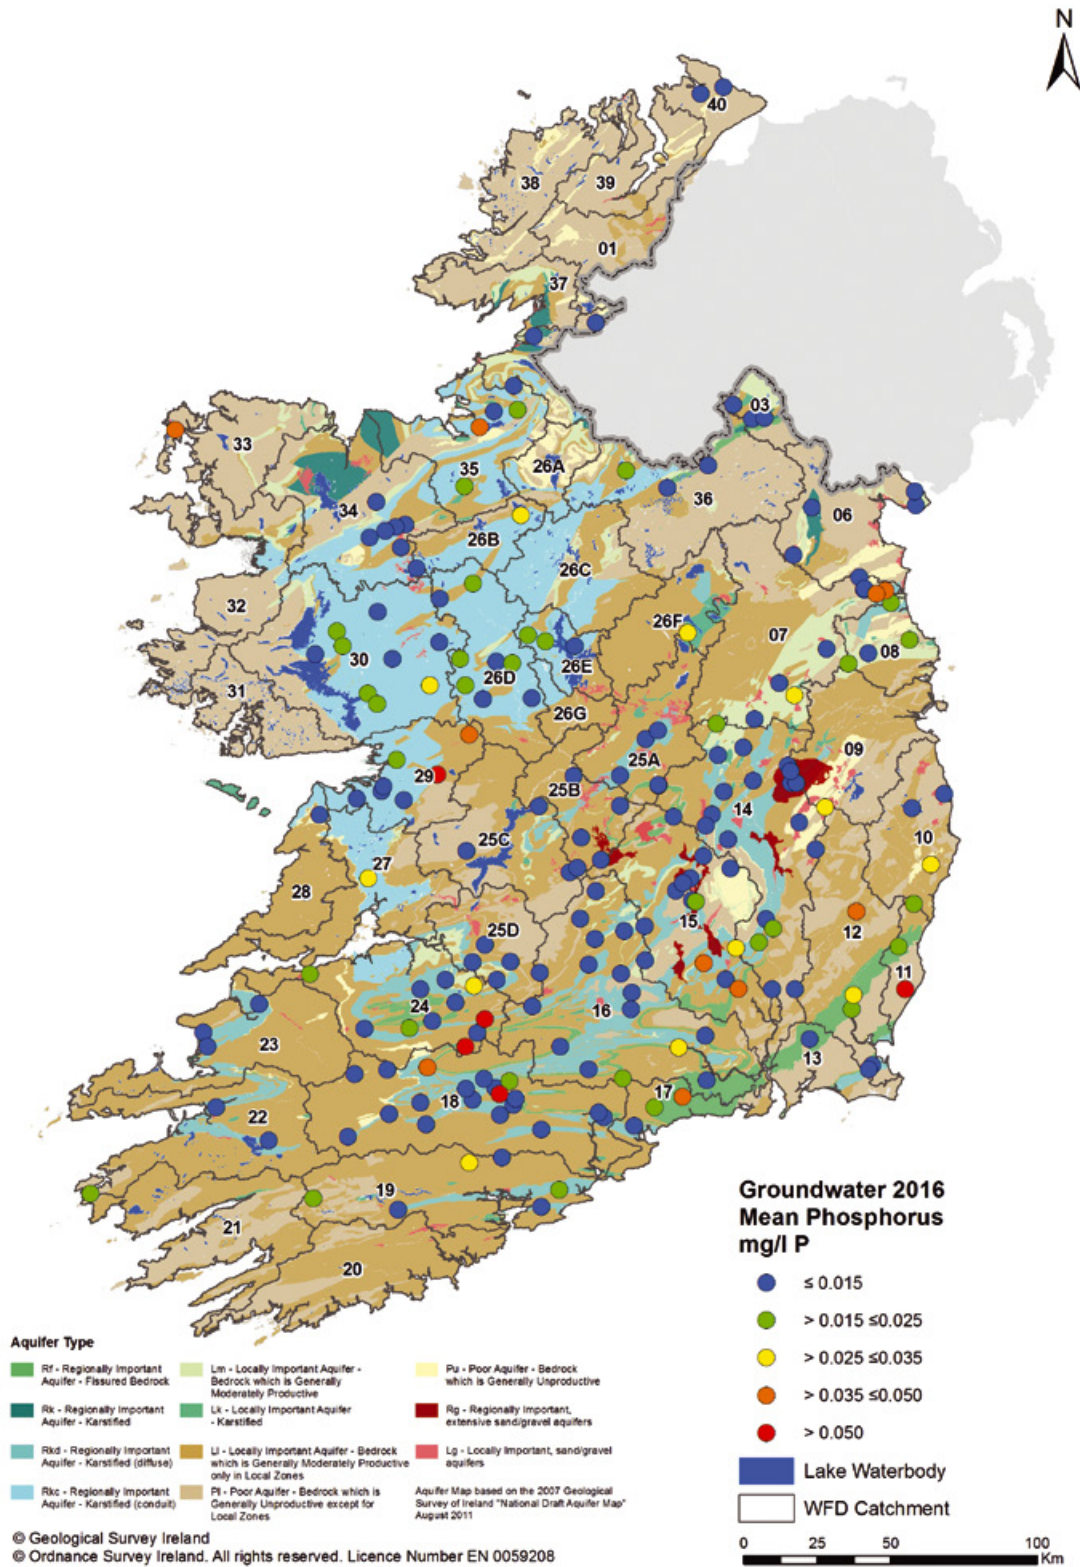 N
40
38
39
01
37
03
33
35
26A
36
06
34
26B
26C
32
26F
07
30
08
31
26D
26E
26G
25A
09
29
25B
14
10
25C
27
28
12
15
25D
11
24
16
23
13
18
17
22
19
21
20
Groundwater 2016
Mean Phosphorus
mg/l P
≤ 0.015
> 0.015 ≤0.025
> 0.025 ≤0.035
> 0.035 ≤0.050
> 0.050
Lake Waterbody
WFD Catchment
0 25 50 100
Km
Aquifer Type
Rf - Regionally Important
Aquifer - Fissured Bedrock
Rk - Regionally Important
Aquifer - Karstified
Rkd - Regionally Important
Aquifer - Karstified (diffuse)
Rkc - Regionally Important
Aquifer - Karstified (conduit)
Lm - Locally Important Aquifer -
Bedrock which is Generally
Moderately Productive
Lk - Locally Important Aquifer
- Karstified
Ll - Locally Important Aquifer - Bedrock
which is Generally Moderately Productive
only in Local Zones
Pl - Poor Aquifer - Bedrock which is
Generally Unproductive except for
Local Zones
Pu - Poor Aquifer - Bedrock
which is Generally Unproductive
Rg - Regionally Important,
extensive sand/gravel aquifers
Lg - Locally Important, sand/gravel
aquifers
Aquifer Map based on the 2007 Geological
Survey of Ireland "National Draft Aquifer Map"
August 2011
© Geological Survey Ireland
© Ordnance Survey Ireland. All rights reserved. Licence Number EN 0059208